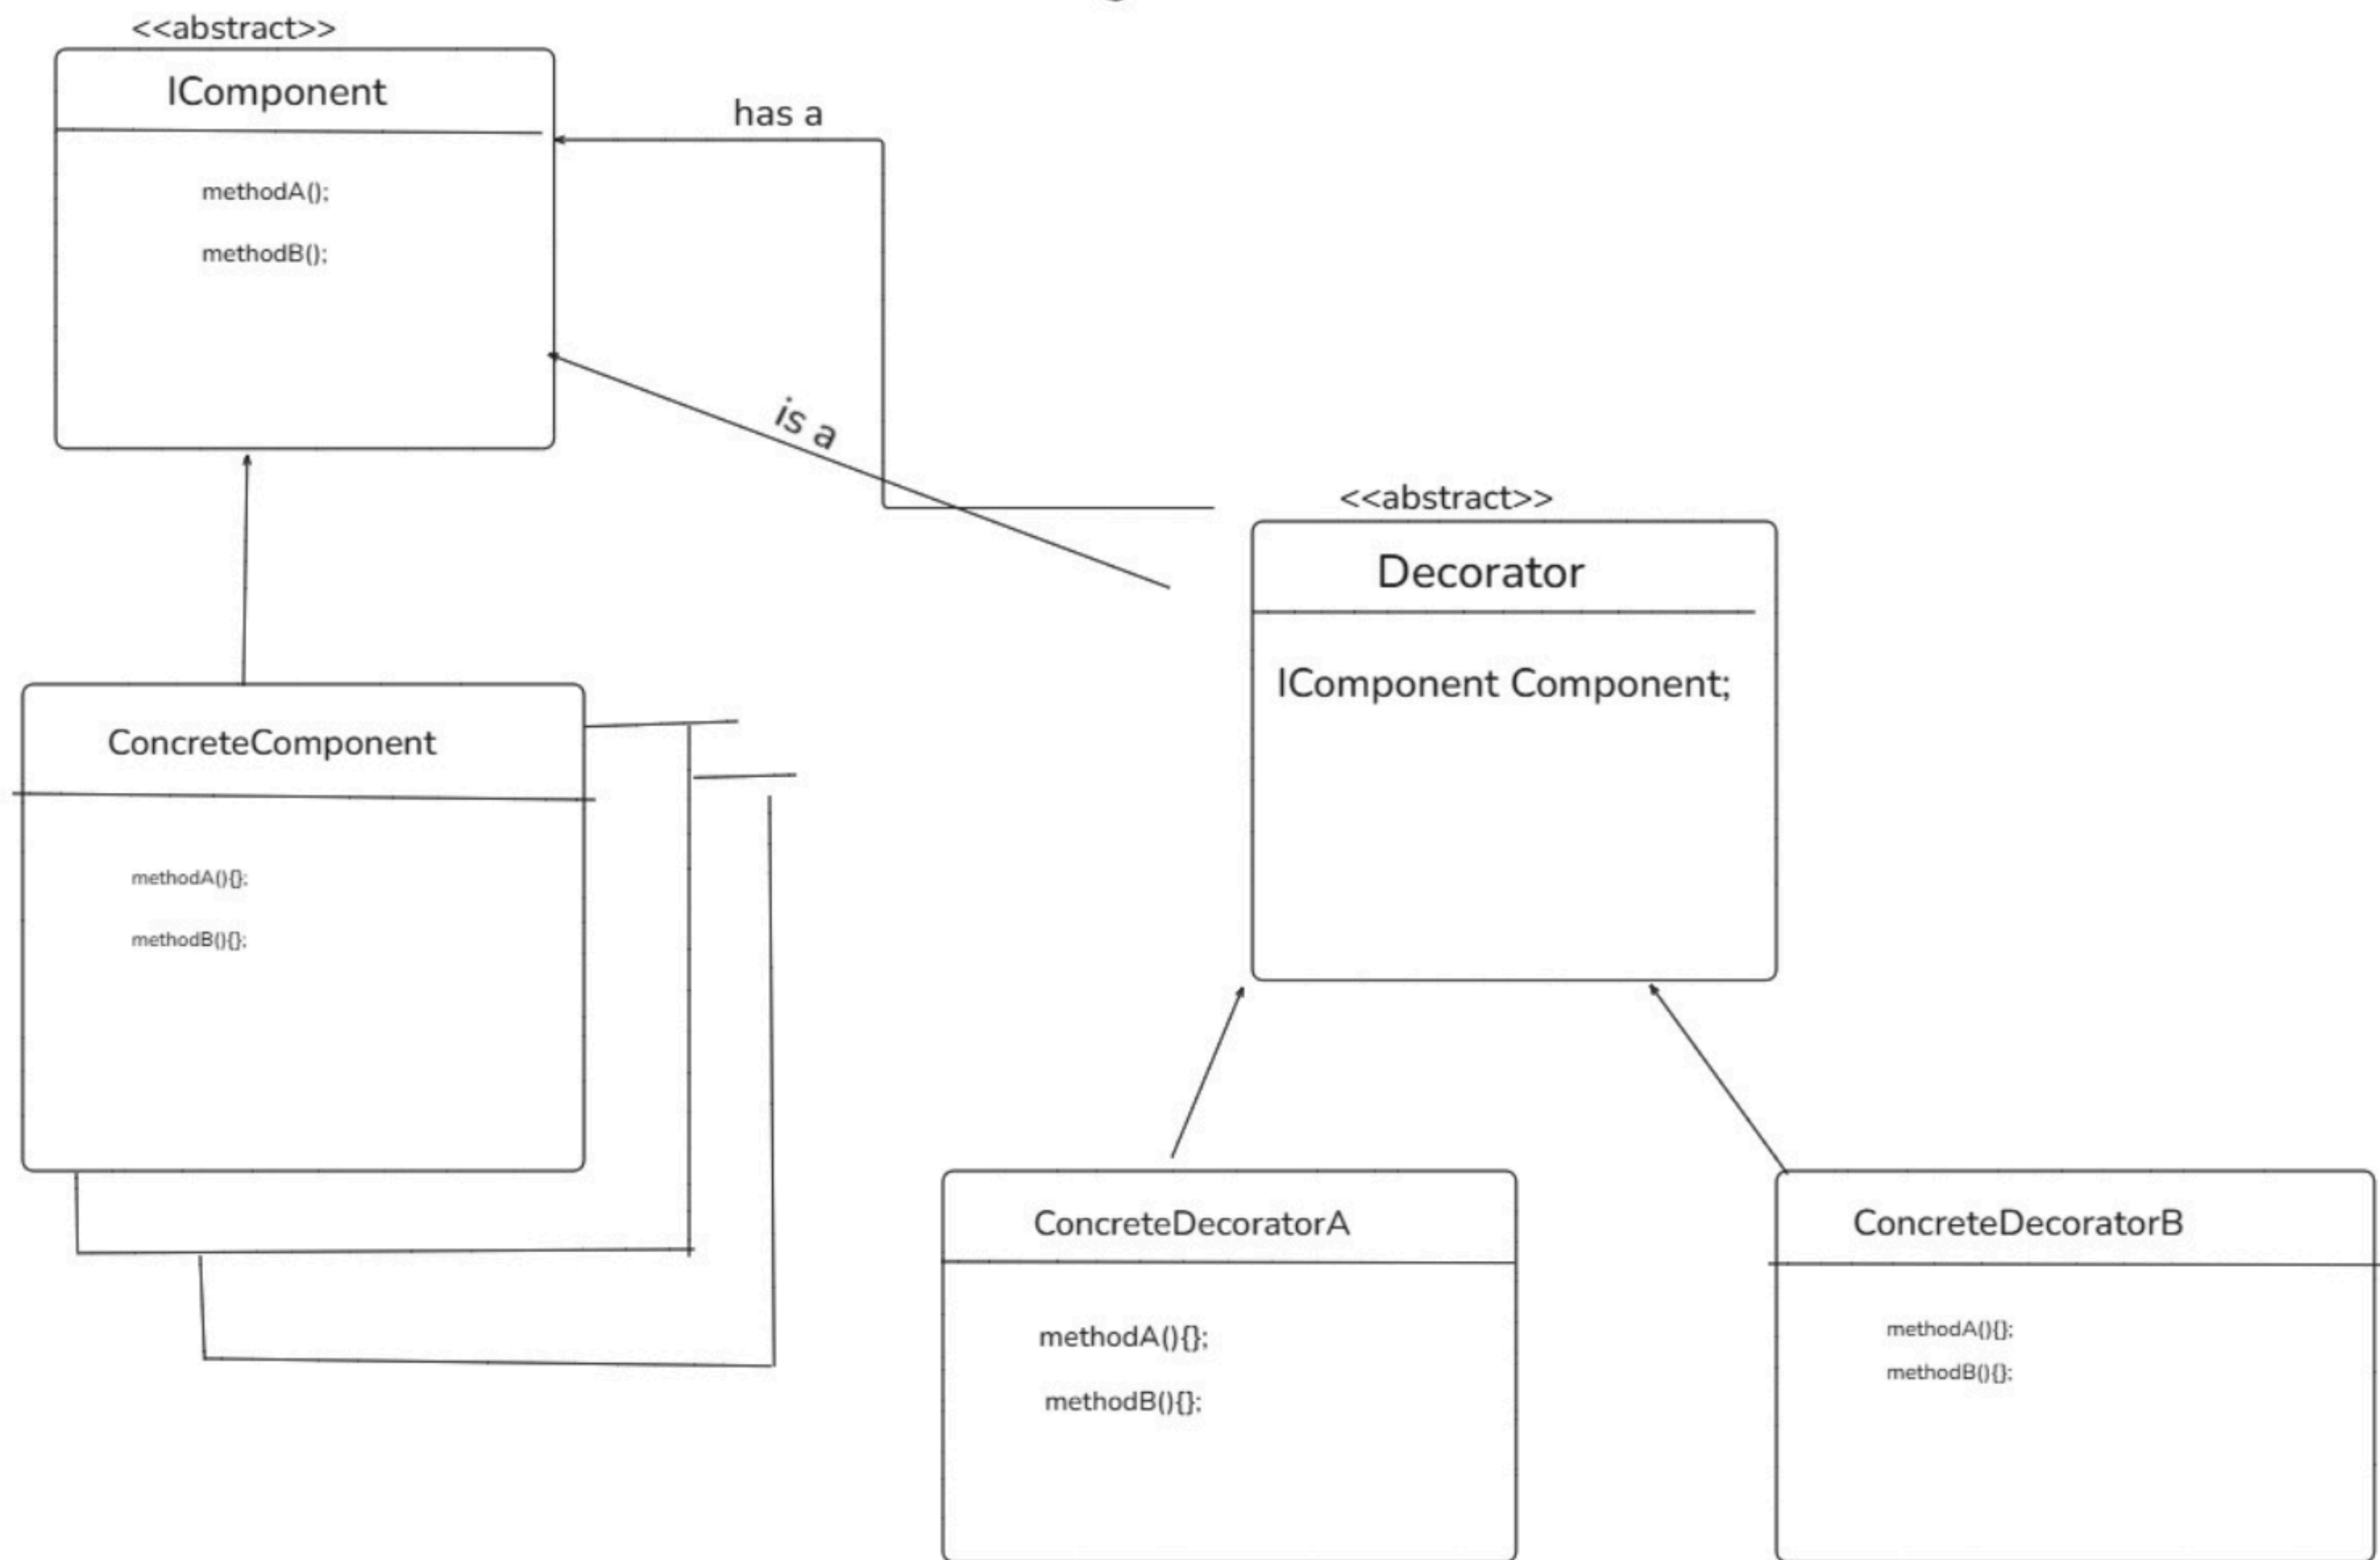 <<abstract>>
IComponent
methodA();
methodB();
has a
is a
<<abstract>>
Decorator
IComponent Component;
ConcreteComponent
methodA(){};
methodB(){};
ConcreteDecoratorA
methodA(){};
methodB(){};
ConcreteDecoratorB
methodA(){};
methodB(){};